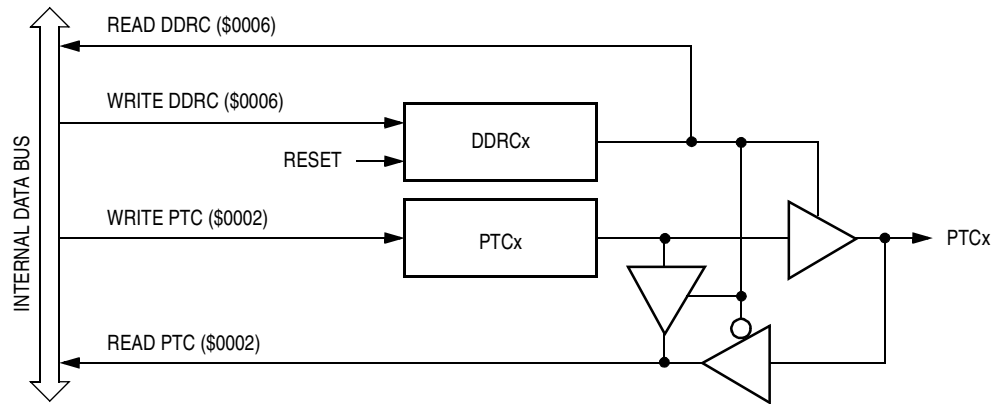 READ DDRC ($0006)
WRITE DDRC ($0006)
DDRCx
RESET
WRITE PTC ($0002)
PTCx
PTCx
READ PTC ($0002)
INTERNAL DATA BUS